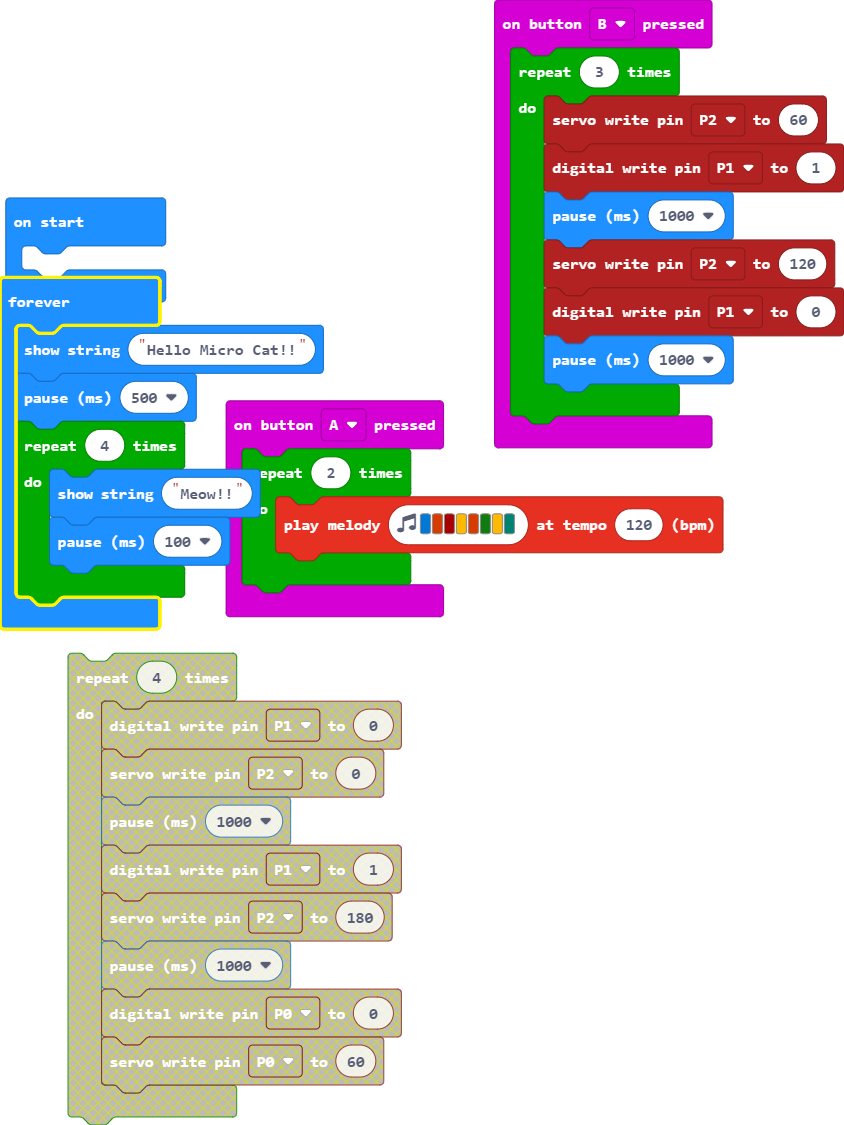 on button B pressed
repeat 3 times
do
servo write pin P2 to 60
digital write pin P1 to 1
pause (ms) 1000
servo write pin P2 to 120
digital write pin P1 to 0
pause (ms) 1000
on start
forever
show string "Hello Micro Cat!!"
pause (ms) 500
repeat 4 times
do
show string "Meow!!"
pause (ms) 100
on button A pressed
epeat 2 times
o
play melody at tempo 120 (bpm)
repeat 4 times
do
digital write pin P1 to 0
servo write pin P2 to 0
pause (ms) 1000
digital write pin P1 to 1
servo write pin P2 to 180
pause (ms) 1000
digital write pin P0 to 0
servo write pin P0 to 60